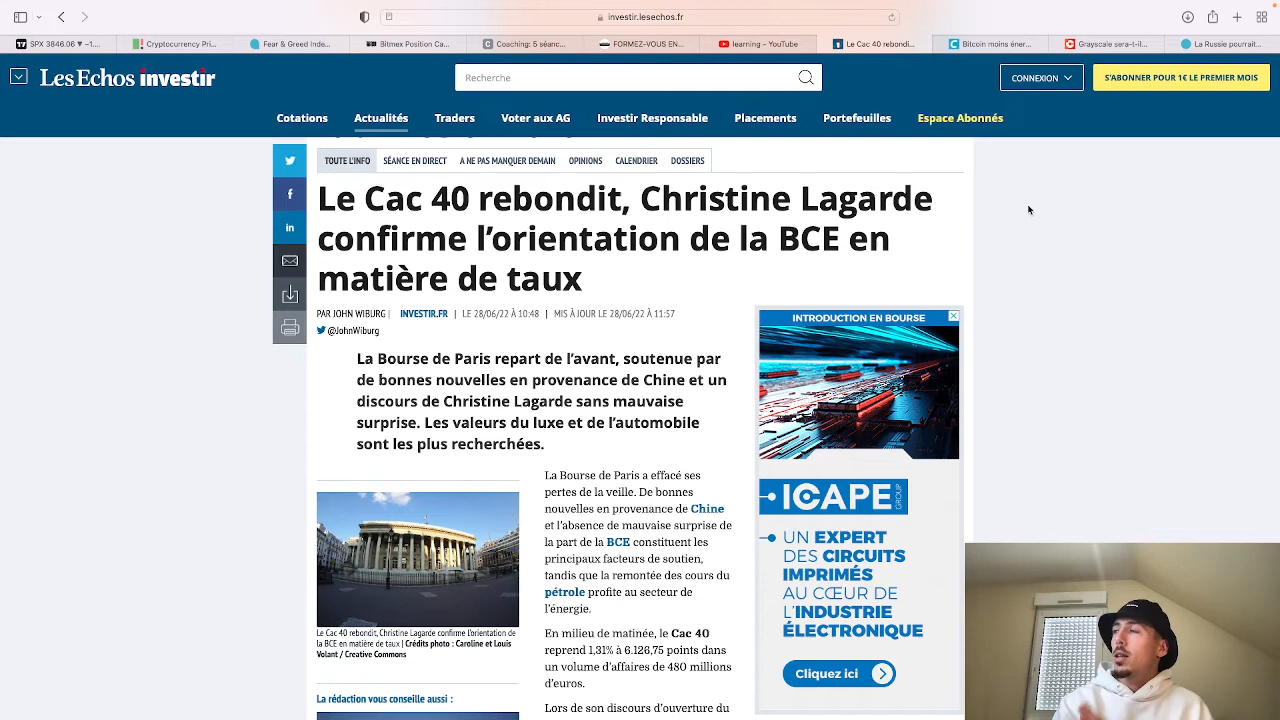 investir.lesechos.fr
SPX 3846.06 ▼ −1....
Cryptocurrency Pri...
Fear & Greed Inde...
Bitmex Position Ca...
Coaching: 5 séanc...
FORMEZ-VOUS EN...
learning – YouTube
Le Cac 40 rebondi...
Bitcoin moins éner...
Grayscale sera-t-il...
La Russie pourrait...
Les Echos investir
Recherche
CONNEXION
S'ABONNER POUR 1€ LE PREMIER MOIS
Cotations
Actualités
Traders
Voter aux AG
Investir Responsable
Placements
Portefeuilles
Espace Abonnés
TOUTE L'INFO
SÉANCE EN DIRECT
A NE PAS MANQUER DEMAIN
OPINIONS
CALENDRIER
DOSSIERS
Le Cac 40 rebondit, Christine Lagarde
confirme l'orientation de la BCE en
matière de taux
PAR JOHN WIBURG | INVESTIR.FR | LE 28/06/22 À 10:48 | MIS À JOUR LE 28/06/22 À 11:57
@JohnWiburg
La Bourse de Paris repart de l'avant, soutenue par
de bonnes nouvelles en provenance de Chine et un
discours de Christine Lagarde sans mauvaise
surprise. Les valeurs du luxe et de l'automobile
sont les plus recherchées.
Le Cac 40 rebondit, Christine Lagarde confirme l'orientation de
la BCE en matière de taux | Crédits photo : Caroline et Louis
Volant / Creative Commons
La rédaction vous conseille aussi :
La Bourse de Paris a effacé ses
pertes de la veille. De bonnes
nouvelles en provenance de Chine
et l'absence de mauvaise surprise de
la part de la BCE constituent les
principaux facteurs de soutien,
tandis que la remontée des cours du
pétrole profite au secteur de
l'énergie.
En milieu de matinée, le Cac 40
reprend 1,31% à 6.126,75 points dans
un volume d'affaires de 480 millions
d'euros.
Lors de son discours d'ouverture du
INTRODUCTION EN BOURSE
ICAPE GROUP
UN EXPERT
DES CIRCUITS
IMPRIMÉS
AU CŒUR DE
L'INDUSTRIE
ÉLECTRONIQUE
Cliquez ici